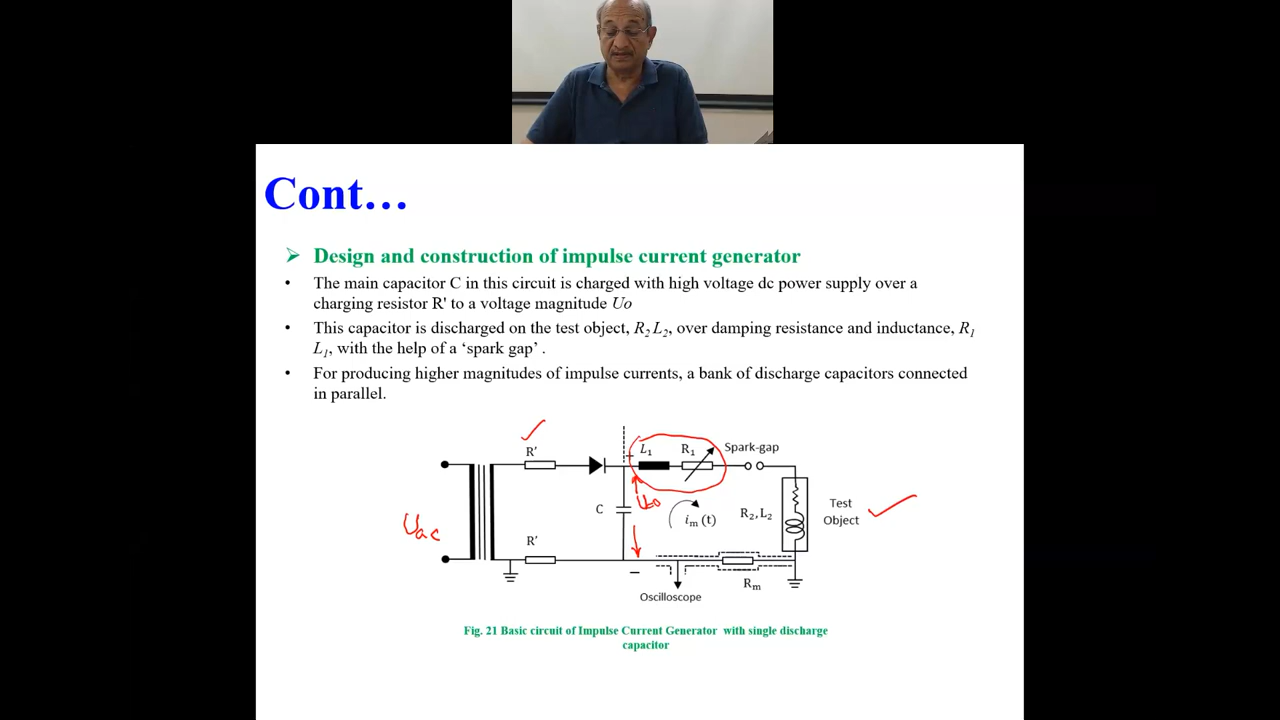 Cont…
➢ Design and construction of impulse current generator
• The main capacitor C in this circuit is charged with high voltage dc power supply over a
charging resistor R' to a voltage magnitude Uo
• This capacitor is discharged on the test object, R2 L2, over damping resistance and inductance, R1
L1, with the help of a ‘spark gap’ .
• For producing higher magnitudes of impulse currents, a bank of discharge capacitors connected
in parallel.
R'
L1
R1
Spark-gap
+
C
im (t)
R2, L2
Test
Object
Uac
R'
−
Rm
Oscilloscope
Fig. 21 Basic circuit of Impulse Current Generator with single discharge
capacitor